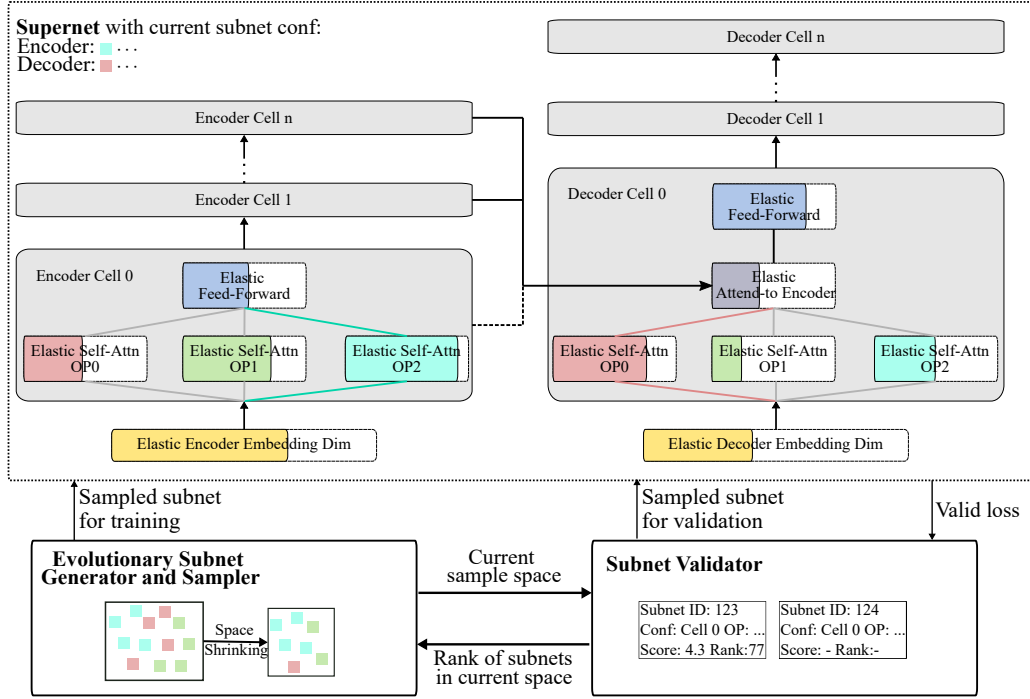 Supernet with current subnet conf:
Encoder: ...
Decoder: ...
Encoder Cell n
Encoder Cell 1
Encoder Cell 0
Elastic
Feed-Forward
Elastic Self-Attn
OP0
Elastic Self-Attn
OP1
Elastic Self-Attn
OP2
Elastic Encoder Embedding Dim
Decoder Cell n
Decoder Cell 1
Decoder Cell 0
Elastic
Feed-Forward
Elastic
Attend-to Encoder
Elastic Self-Attn
OP0
Elastic Self-Attn
OP1
Elastic Self-Attn
OP2
Elastic Decoder Embedding Dim
Sampled subnet
for training
Sampled subnet
for validation
Valid loss
Evolutionary Subnet
Generator and Sampler
Space
Shrinking
Current
sample space
Rank of subnets
in current space
Subnet Validator
Subnet ID: 123
Conf: Cell 0 OP: ...
Score: 4.3 Rank:77
Subnet ID: 124
Conf: Cell 0 OP: ...
Score: - Rank:-